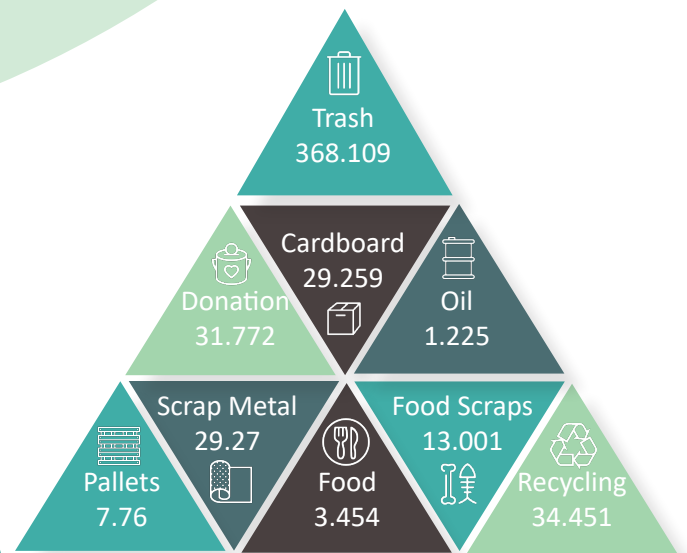 Trash
368.109
Cardboard
29.259
Donation
31.772
Oil
1.225
Scrap Metal
29.27
Food Scraps
13.001
Pallets
7.76
Food
3.454
Recycling
34.451